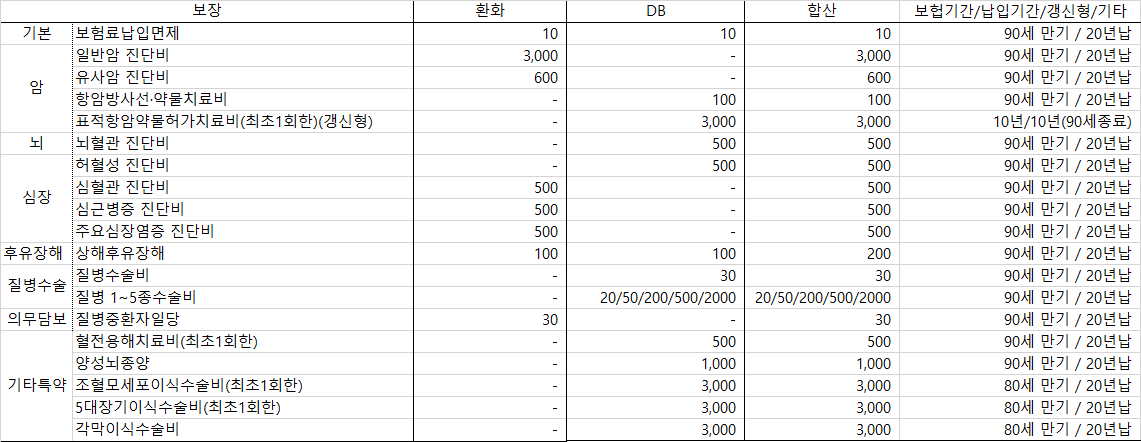 보장 환화 DB 합산 보헙기간/납입기간/갱신형/기타
기본 보험료납입면제 10 10 10 90세 만기 / 20년납
암 일반암 진단비 3,000 - 3,000 90세 만기 / 20년납
유사암 진단비 600 - 600 90세 만기 / 20년납
항암방사선·약물치료비 - 100 100 90세 만기 / 20년납
표적항암약물허가치료비(최초1회한)(갱신형) - 3,000 3,000 10년/10년(90세종료)
뇌 뇌혈관 진단비 - 500 500 90세 만기 / 20년납
심장 허혈성 진단비 - 500 500 90세 만기 / 20년납
심혈관 진단비 500 - 500 90세 만기 / 20년납
심근병증 진단비 500 - 500 90세 만기 / 20년납
주요심장염증 진단비 500 - 500 90세 만기 / 20년납
후유장해 상해후유장해 100 100 200 90세 만기 / 20년납
질병수술 질병수술비 - 30 30 90세 만기 / 20년납
질병 1~5종수술비 - 20/50/200/500/2000 20/50/200/500/2000 90세 만기 / 20년납
의무담보 질병중환자일당 30 - 30 90세 만기 / 20년납
기타특약 혈전용해치료비(최초1회한) - 500 500 90세 만기 / 20년납
양성뇌종양 - 1,000 1,000 90세 만기 / 20년납
조혈모세포이식수술비(최초1회한) - 3,000 3,000 80세 만기 / 20년납
5대장기이식수술비(최초1회한) - 3,000 3,000 80세 만기 / 20년납
각막이식수술비 - 3,000 3,000 80세 만기 / 20년납